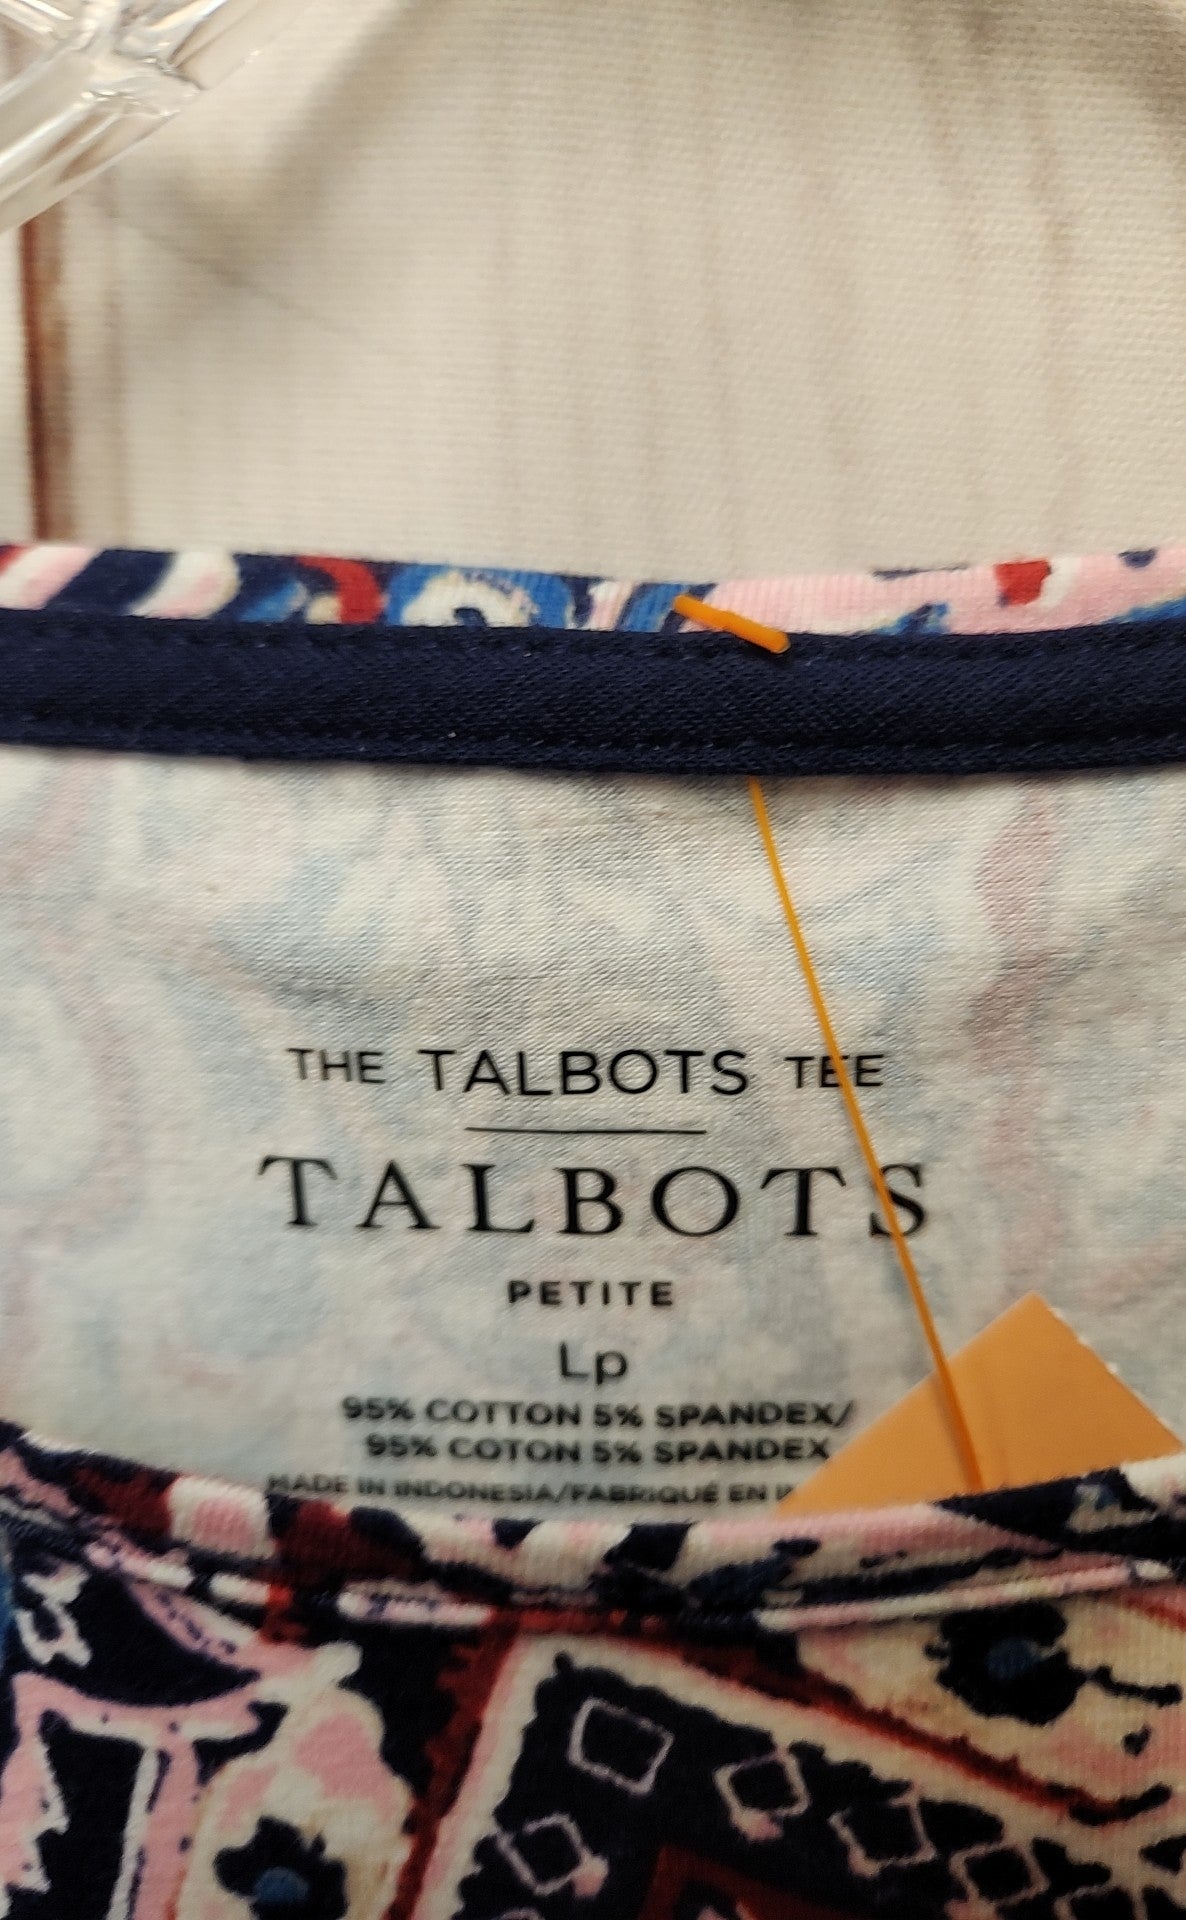 THE TALBOTS TEE
TALBOTS
PETITE
Lp
95% COTTON 5% SPANDEX/
95% COTON 5% SPANDEX
MADE IN INDONESIA/FABRIQUÉ EN